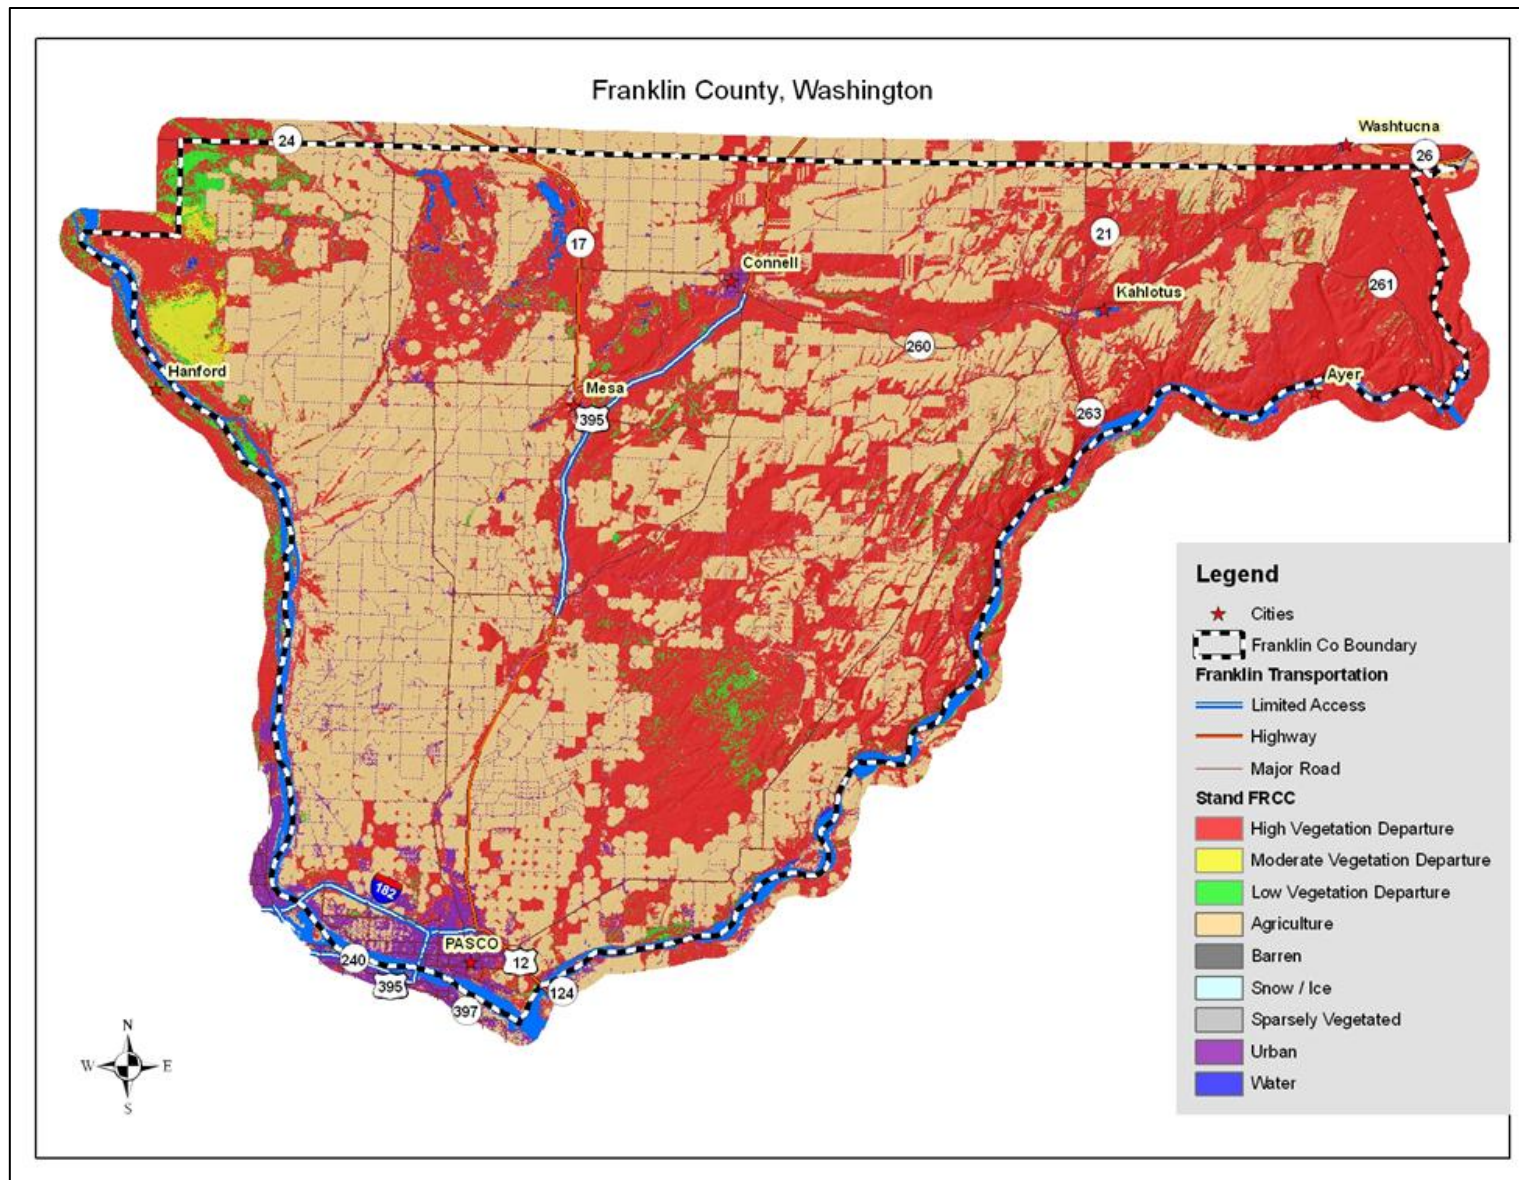 Franklin County, Washington
Washtucna
24
26
17
21
Connell
261
Kahlotus
260
Hanford
Mesa
Ayer
395
263
Legend
Cities
Franklin Co Boundary
Franklin Transportation
Limited Access
Highway
Major Road
Stand FRCC
High Vegetation Departure
Moderate Vegetation Departure
Low Vegetation Departure
Agriculture
Barren
Snow / Ice
Sparsely Vegetated
Urban
Water
182
PASCO
240
12
395
124
397
N
W E
S